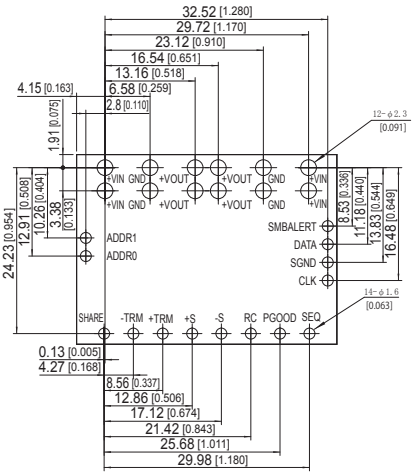 32.52 [1.280]
29.72 [1.170]
23.12 [0.910]
16.54 [0.651]
13.16 [0.518]
4.15 [0.163] 6.58 [0.259]
2.8 [0.110]
1.91 [0.075]
12-φ2.3
[0.091]
+VIN GND +VOUT +VOUT GND +VIN
+VIN GND +VOUT +VOUT GND +VIN
24.23 [0.954]
12.91 [0.508]
10.26 [0.404]
3.38 [0.133]
8.53 [0.336]
11.18 [0.440]
13.83 [0.544]
16.48 [0.649]
SMBALERT
ADDR1 DATA
ADDR0 SGND
CLK
14-φ1.6
[0.063]
SHARE -TRM +TRM +S -S RC PGOOD SEQ
0.13 [0.005]
4.27 [0.168]
8.56 [0.337]
12.86 [0.506]
17.12 [0.674]
21.42 [0.843]
25.68 [1.011]
29.98 [1.180]